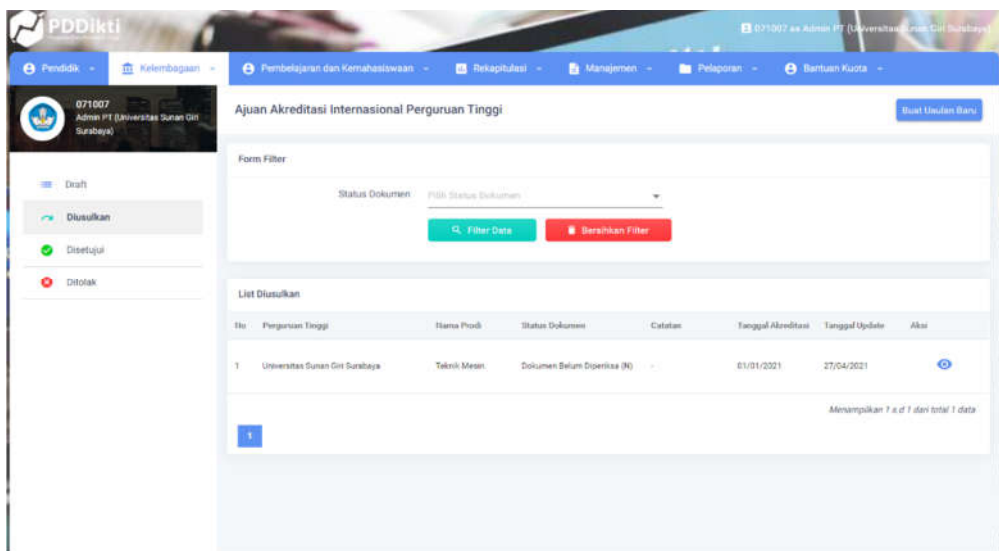 PDDikti
071007 as Admin PT (Universitas Sunan Giri Surabaya)
Pendidik
Kelembagaan
Pembelajaran dan Kemahasiswaan
Rekapitulasi
Manajemen
Pelaporan
Bantuan Kuota
071007
Admin PT (Universitas Sunan Giri
Surabaya)
Draft
Diusulkan
Disetujui
Ditolak
Ajuan Akreditasi Internasional Perguruan Tinggi
Buat Usulan Baru
Form Filter
Status Dokumen Pilih Status Dokumen
Filter Data Bersihkan Filter
List Diusulkan
No Perguruan Tinggi Nama Prodi Status Dokumen Catatan Tanggal Akreditasi Tanggal Update Aksi
1 Universitas Sunan Giri Surabaya Teknik Mesin Dokumen Belum Diperiksa (N) - 01/01/2021 27/04/2021
Menampilkan 1 s.d 1 dari total 1 data
1